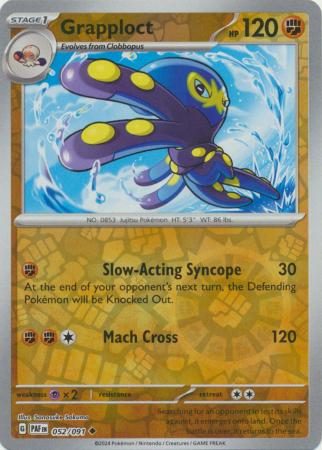 STAGE 1
Grapploct
HP 120
Evolves from Clobbopus
NO. 0853 Jujitsu Pokémon HT: 5'3" WT: 86 lbs.
Slow-Acting Syncope 30
At the end of your opponent's next turn, the Defending
Pokémon will be Knocked Out.
Mach Cross 120
weakness ×2 resistance retreat
Illus. Sanosuke Sakuma
Searching for an opponent to test its skills
against, it emerges onto land. Once the
battle is over, it returns to the sea.
G PAF EN 052/091
©2024 Pokémon / Nintendo / Creatures / GAME FREAK